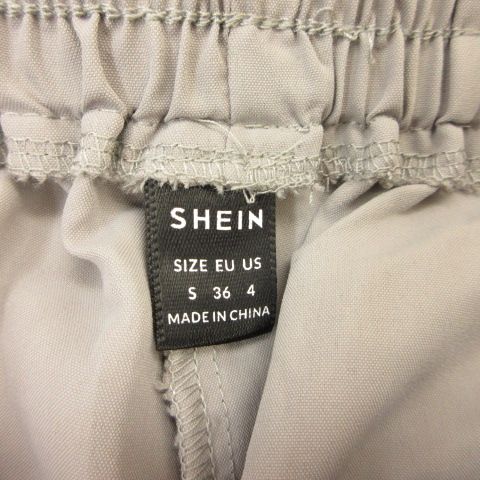 SHEIN
SIZE EU US
S 36 4
MADE IN CHINA